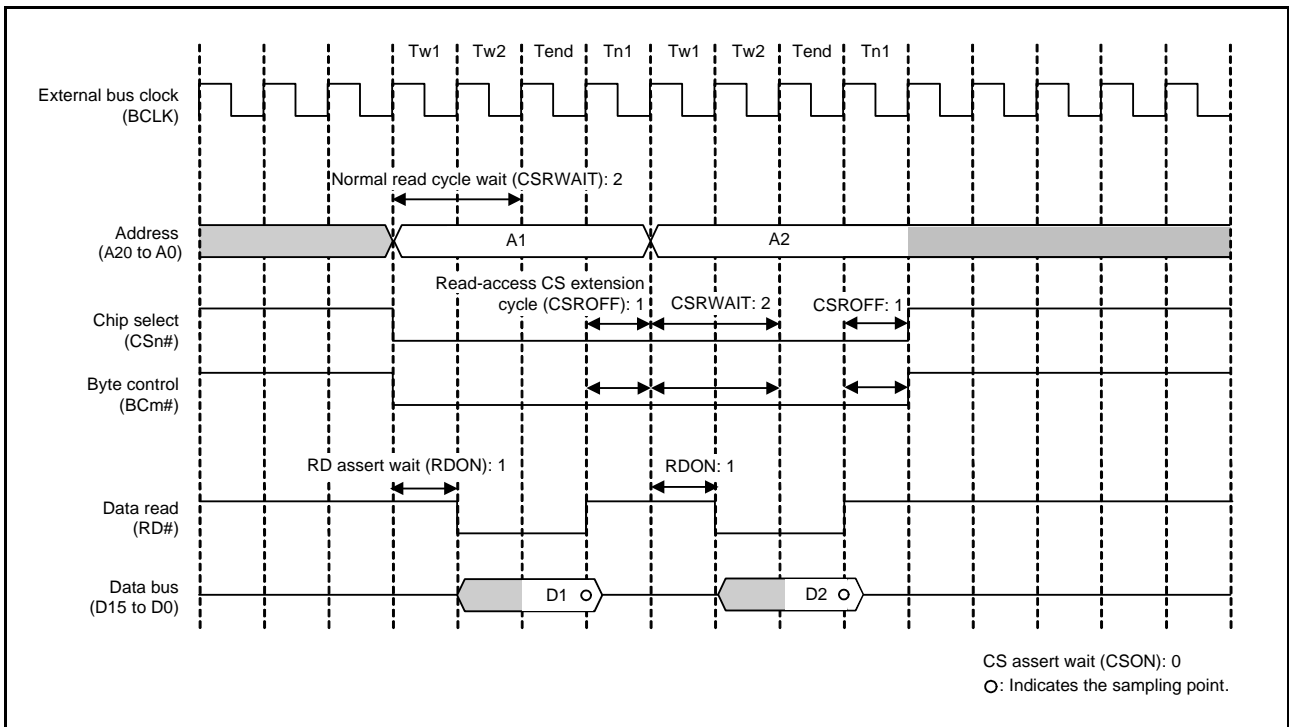 Tw1 Tw2 Tend Tn1 Tw1 Tw2 Tend Tn1
External bus clock
(BCLK)
Normal read cycle wait (CSRWAIT): 2
Address
(A20 to A0)
A1 A2
Read-access CS extension
cycle (CSROFF): 1 CSRWAIT: 2 CSROFF: 1
Chip select
(CSn#)
Byte control
(BCm#)
RD assert wait (RDON): 1 RDON: 1
Data read
(RD#)
Data bus
(D15 to D0)
D1 D2
CS assert wait (CSON): 0
O: Indicates the sampling point.